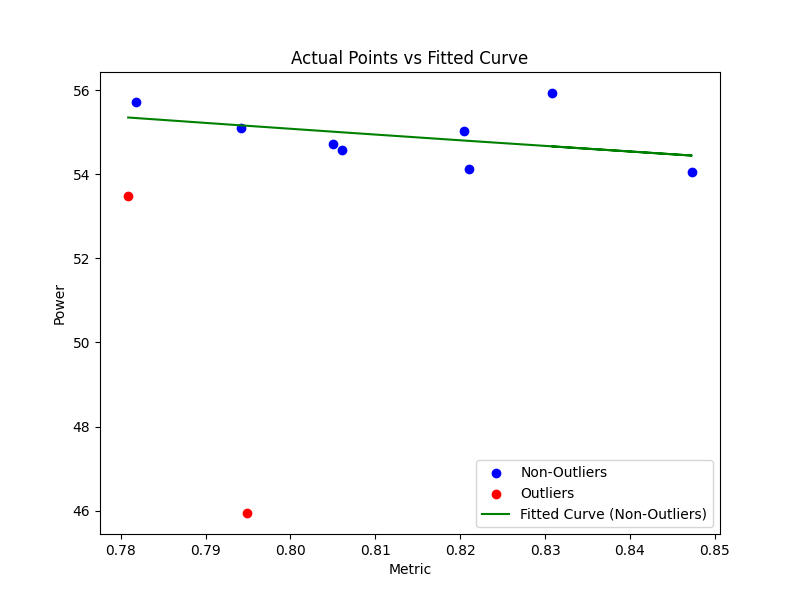 Actual Points vs Fitted Curve
Power
56
54
52
50
48
46
Non-Outliers
Outliers
Fitted Curve (Non-Outliers)
0.78 0.79 0.80 0.81 0.82 0.83 0.84 0.85
Metric